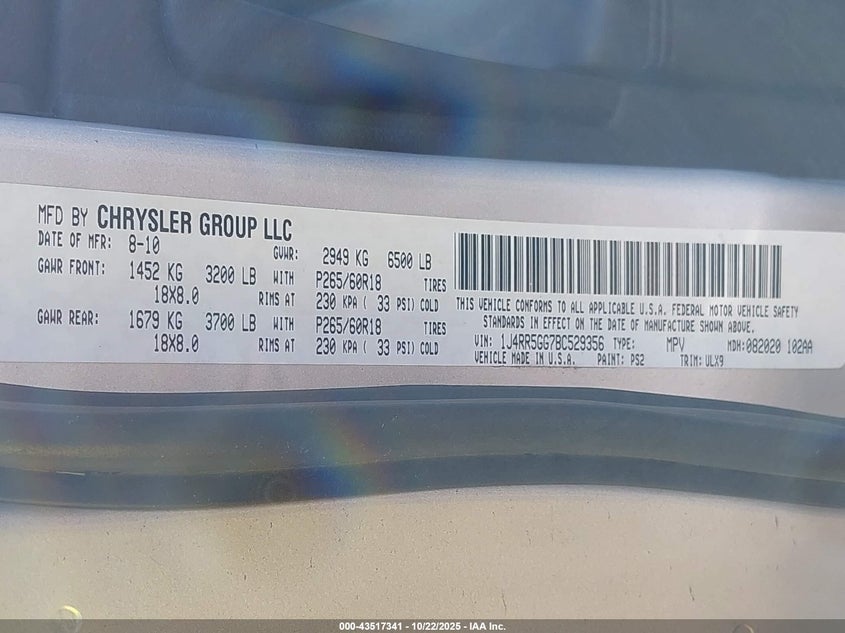 MFD BY CHRYSLER GROUP LLC
DATE OF MFR: 8-10 GVWR: 2949 KG 6500 LB
GAWR FRONT: 1452 KG 3200 LB WITH P265/60R18 TIRES
18X8.0 RIMS AT 230 KPA ( 33 PSI) COLD
GAWR REAR: 1679 KG 3700 LB WITH P265/60R18 TIRES
18X8.0 RIMS AT 230 KPA ( 33 PSI) COLD
THIS VEHICLE CONFORMS TO ALL APPLICABLE U.S.A. FEDERAL MOTOR VEHICLE SAFETY
STANDARDS IN EFFECT ON THE DATE OF MANUFACTURE SHOWN ABOVE.
VIN: 1J4RR5GG7BC529356 TYPE: MPV MDH: 082020 102AA
VEHICLE MADE IN U.S.A. PAINT: PS2 TRIM: ULX9
000-43517341 - 10/22/2025 - IAA Inc.